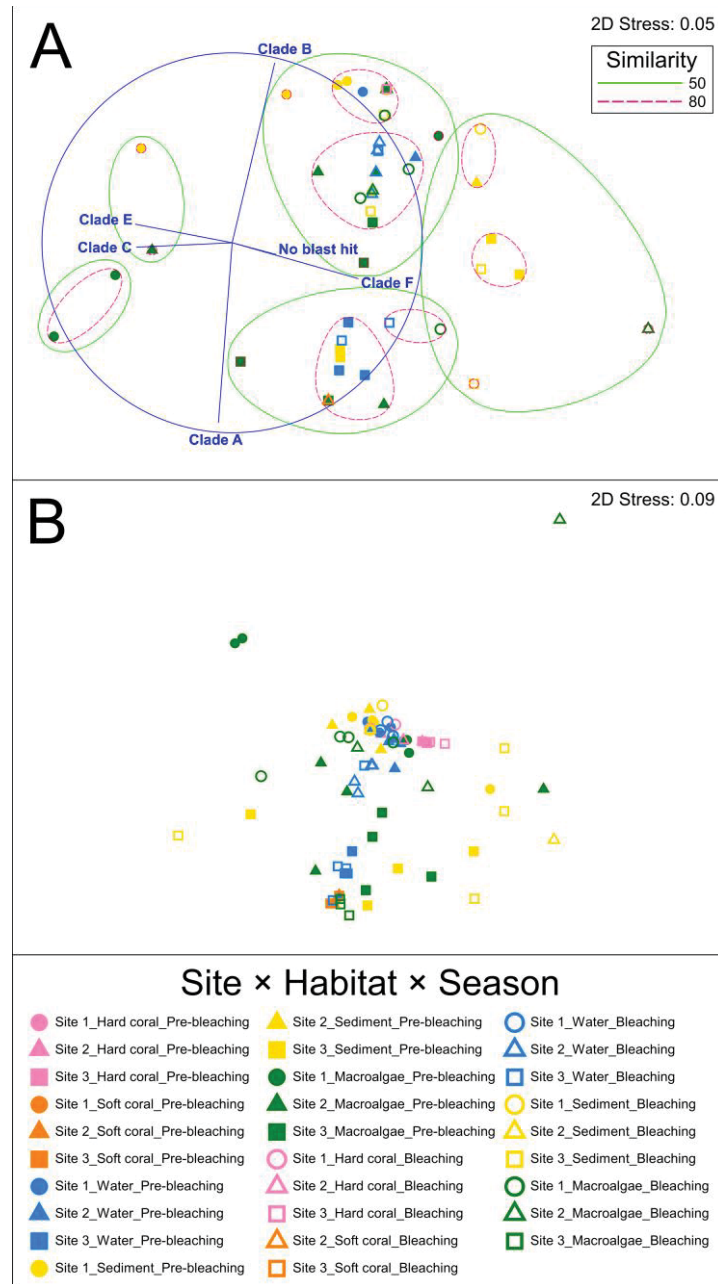 A
2D Stress: 0.05
Similarity
50
80
Clade B
Clade E
Clade C
No blast hit
Clade F
Clade A
B
2D Stress: 0.09
Site × Habitat × Season
Site 1_Hard coral_Pre-bleaching
Site 2_Hard coral_Pre-bleaching
Site 3_Hard coral_Pre-bleaching
Site 1_Soft coral_Pre-bleaching
Site 2_Soft coral_Pre-bleaching
Site 3_Soft coral_Pre-bleaching
Site 1_Water_Pre-bleaching
Site 2_Water_Pre-bleaching
Site 3_Water_Pre-bleaching
Site 1_Sediment_Pre-bleaching
Site 2_Sediment_Pre-bleaching
Site 3_Sediment_Pre-bleaching
Site 1_Macroalgae_Pre-bleaching
Site 2_Macroalgae_Pre-bleaching
Site 3_Macroalgae_Pre-bleaching
Site 1_Hard coral_Bleaching
Site 2_Hard coral_Bleaching
Site 3_Hard coral_Bleaching
Site 2_Soft coral_Bleaching
Site 3_Soft coral_Bleaching
Site 1_Water_Bleaching
Site 2_Water_Bleaching
Site 3_Water_Bleaching
Site 1_Sediment_Bleaching
Site 2_Sediment_Bleaching
Site 3_Sediment_Bleaching
Site 1_Macroalgae_Bleaching
Site 2_Macroalgae_Bleaching
Site 3_Macroalgae_Bleaching